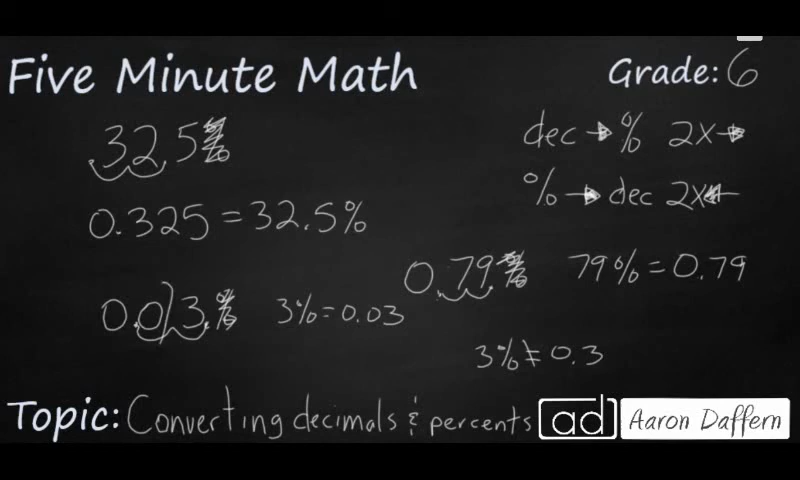 Five Minute Math
Grade: 6
32.5%
dec → % 2x →
% → dec 2x ←
0.325 = 32.5%
0.79% 79% = 0.79
0.03.% 3% = 0.03
3% ≠ 0.3
Topic: Converting decimals & percents
ad Aaron Daffern